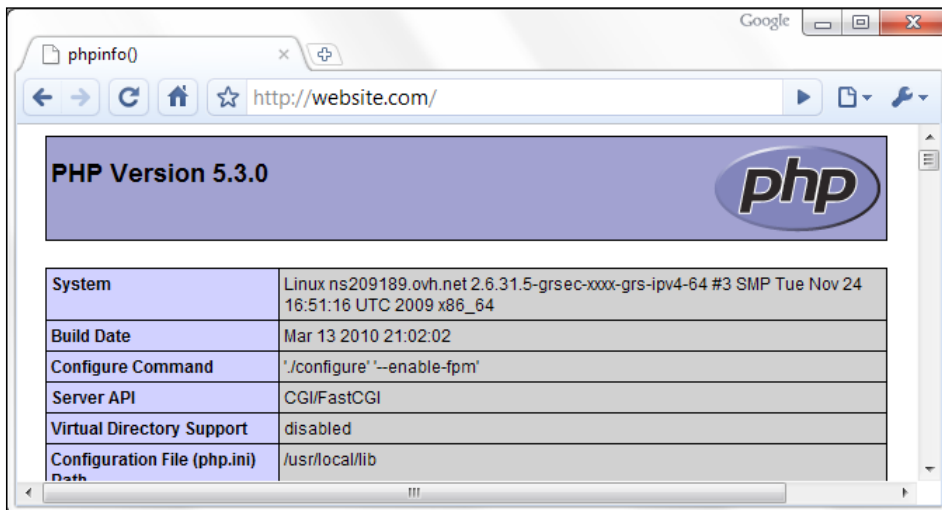 Google
phpinfo()
http://website.com/
PHP Version 5.3.0
php
System
Linux ns209189.ovh.net 2.6.31.5-grsec-xxxx-grs-ipv4-64 #3 SMP Tue Nov 24
16:51:16 UTC 2009 x86_64
Build Date
Mar 13 2010 21:02:02
Configure Command
'./configure' '--enable-fpm'
Server API
CGI/FastCGI
Virtual Directory Support
disabled
Configuration File (php.ini)
Path
/usr/local/lib